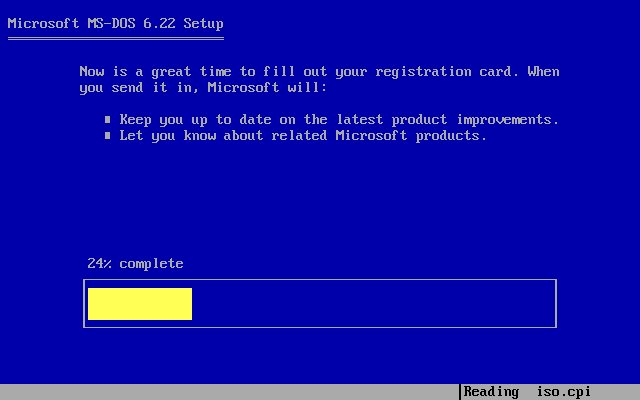 Microsoft MS-DOS 6.22 Setup
Now is a great time to fill out your registration card. When
you send it in, Microsoft will:
Keep you up to date on the latest product improvements.
Let you know about related Microsoft products.
24% complete
Reading iso.cpi